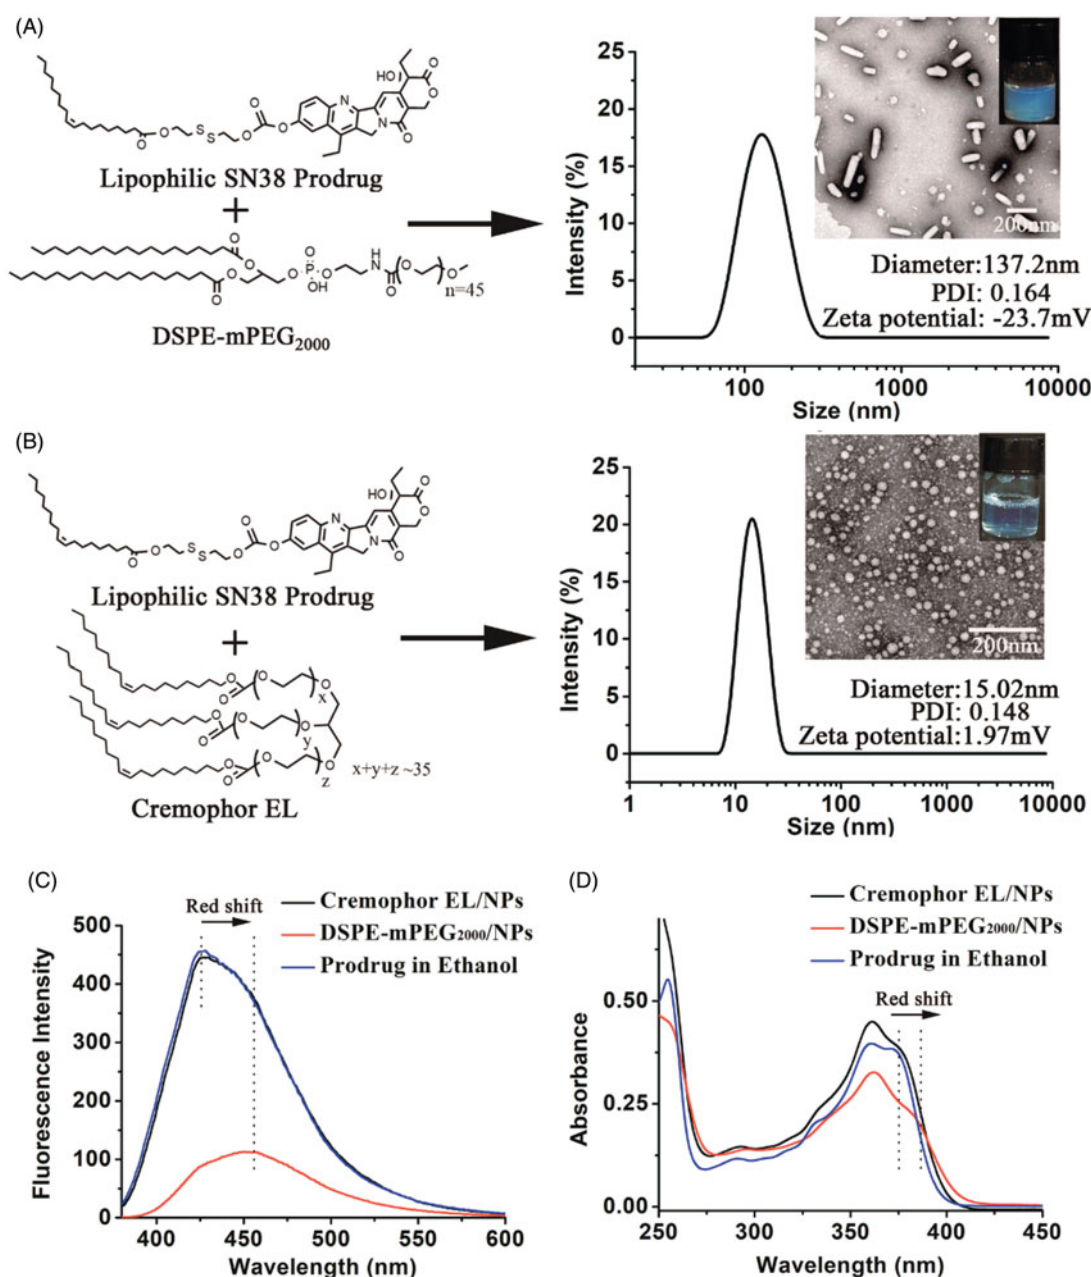 (A)
HO
O
O
O
O
O
N
N
O
O
S
S
O
O
O
Lipophilic SN38 Prodrug
+
O
O
O
O
O
P
OH
O
H
N
O
O
O
n=45
DSPE-mPEG2000
Intensity (%)
25
20
15
10
5
0
100
1000
10000
Size (nm)
200nm
Diameter:137.2nm
PDI: 0.164
Zeta potential: -23.7mV
(B)
HO
O
O
O
O
O
N
N
O
O
S
S
O
O
O
Lipophilic SN38 Prodrug
+
O
O
O
O
x
O
O
O
O
y
O
O
O
O
z
x+y+z ~35
Cremophor EL
Intensity (%)
25
20
15
10
5
0
1
10
100
1000
10000
Size (nm)
200nm
Diameter:15.02nm
PDI: 0.148
Zeta potential:1.97mV
(C)
Cremophor EL/NPs
DSPE-mPEG2000/NPs
Prodrug in Ethanol
Red shift
Fluorescence Intensity
500
400
300
200
100
0
400
450
500
550
600
Wavelength (nm)
(D)
Cremophor EL/NPs
DSPE-mPEG2000/NPs
Prodrug in Ethanol
Red shift
Absorbance
0.50
0.25
0.00
250
300
350
400
450
Wavelength (nm)